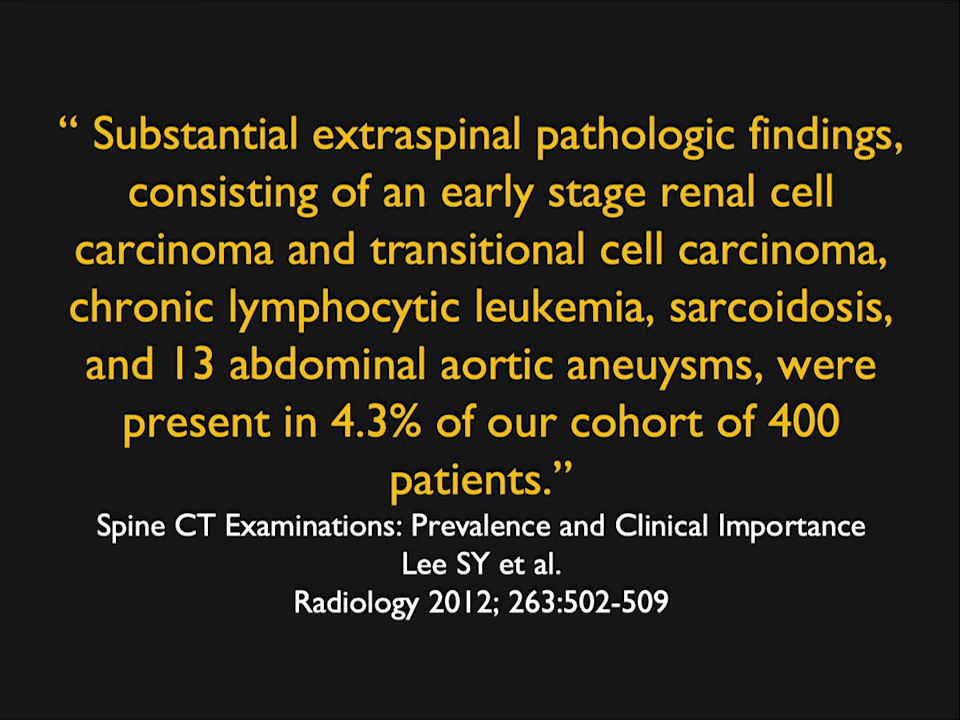 “ Substantial extraspinal pathologic findings,
consisting of an early stage renal cell
carcinoma and transitional cell carcinoma,
chronic lymphocytic leukemia, sarcoidosis,
and 13 abdominal aortic aneuysms, were
present in 4.3% of our cohort of 400
patients.”
Spine CT Examinations: Prevalence and Clinical Importance
Lee SY et al.
Radiology 2012; 263:502-509